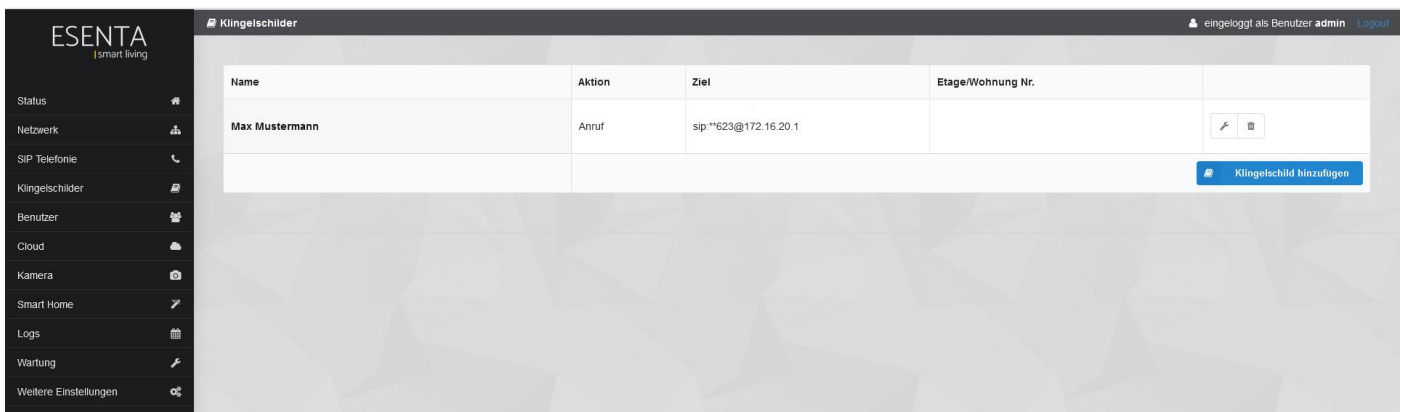 ESENTA
smart living
Klingelschilder
eingeloggt als Benutzer admin Logout
Status
Netzwerk
SIP Telefonie
Klingelschilder
Benutzer
Cloud
Kamera
Smart Home
Logs
Wartung
Weitere Einstellungen
Name Aktion Ziel Etage/Wohnung Nr.
Max Mustermann Anruf sip:**623@172.16.20.1
Klingelschild hinzufügen